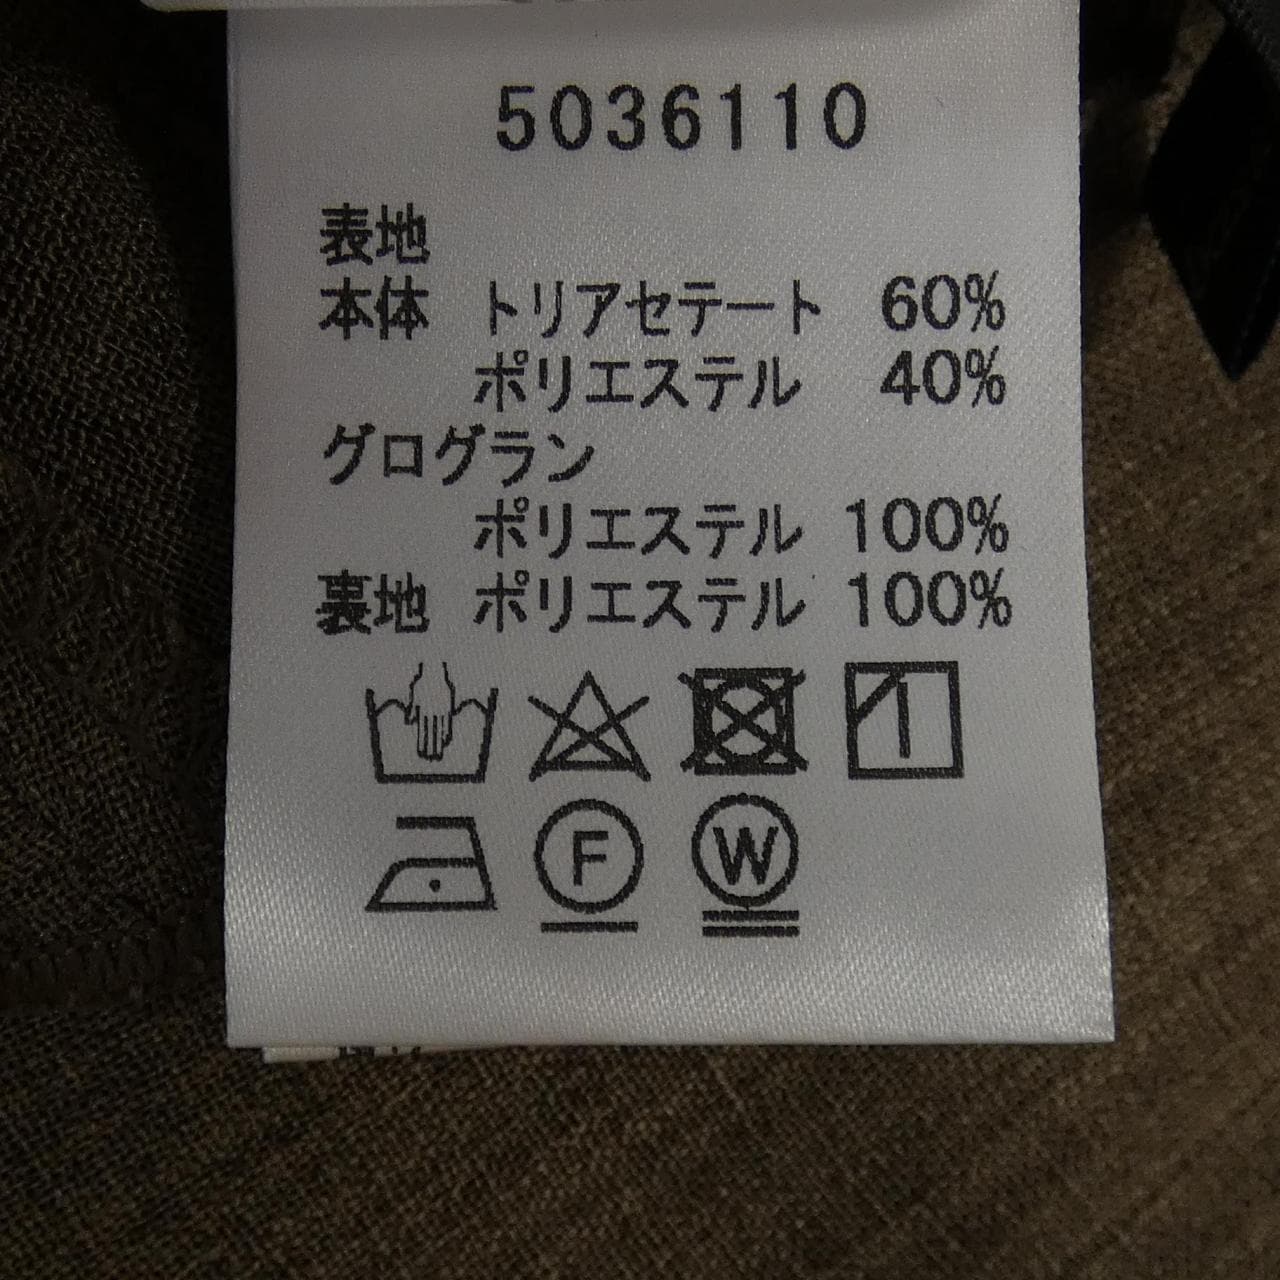 5036110
表地
本体 トリアセテート 60%
ポリエステル 40%
グログラン
ポリエステル 100%
裏地 ポリエステル 100%
F W